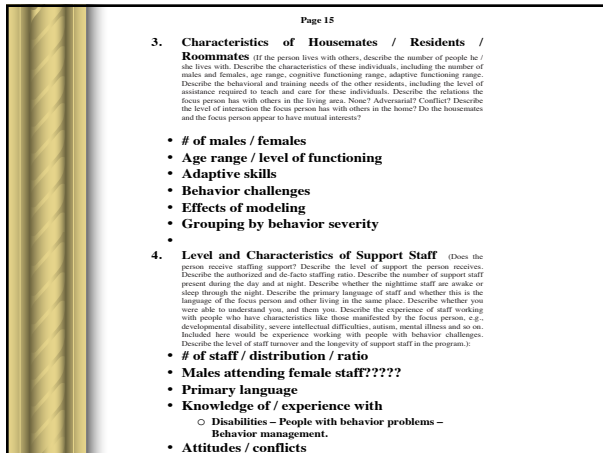 Page 15
3. Characteristics of Housemates / Residents /
Roommates (If the person lives with others, describe the number of people he /
she lives with. Describe the characteristics of these individuals, including the number of
males and females, age range, cognitive functioning range, adaptive functioning range.
Describe the behavioral and training needs of the other residents, including the level of
assistance required to teach and care for these individuals. Describe the relations the
focus person has with others in the living area. None? Adversarial? Conflict? Describe
the level of interaction the focus person has with others in the home? Do the housemates
and the focus person appear to have mutual interests?
• # of males / females
• Age range / level of functioning
• Adaptive skills
• Behavior challenges
• Effects of modeling
• Grouping by behavior severity
•
4. Level and Characteristics of Support Staff (Does the
person receive staffing support? Describe the level of support the person receives.
Describe the authorized and de-facto staffing ratio. Describe the number of support staff
present during the day and at night. Describe whether the nighttime staff are awake or
sleep through the night. Describe the primary language of staff and whether this is the
language of the focus person and other living in the same place. Describe whether you
were able to understand you, and them you. Describe the experience of staff working
with people who have characteristics like those manifested by the focus person, e.g.,
developmental disability, severe intellectual difficulties, autism, mental illness and so on.
Included here would be experience working with people with behavior challenges.
Describe the level of staff turnover and the longevity of support staff in the program.):
• # of staff / distribution / ratio
• Males attending female staff?????
• Primary language
• Knowledge of / experience with
o Disabilities – People with behavior problems –
Behavior management.
• Attitudes / conflicts